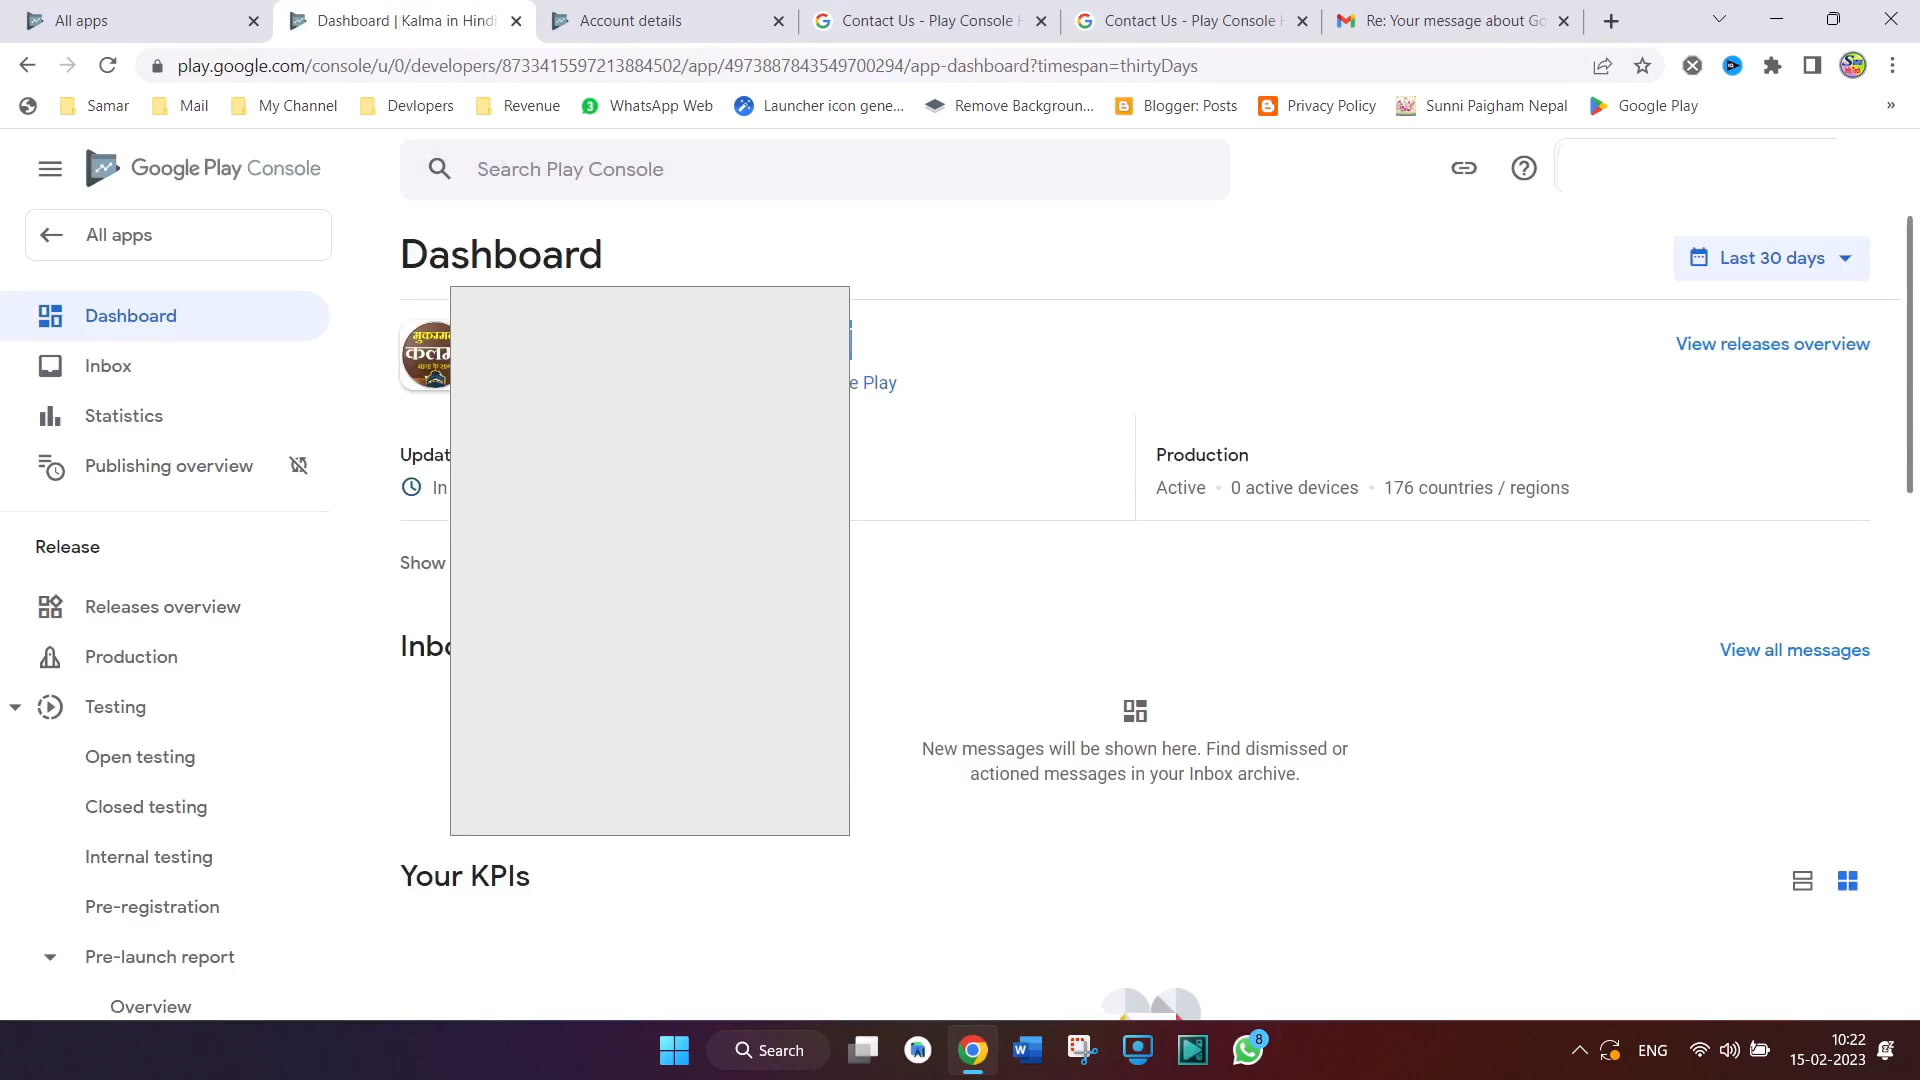 All apps
Dashboard | Kalma in Hindi
Account details
Contact Us - Play Console H
Contact Us - Play Console H
Re: Your message about Go
play.google.com/console/u/0/developers/8733415597213884502/app/4973887843549700294/app-dashboard?timespan=thirtyDays
Samar
Mail
My Channel
Devlopers
Revenue
WhatsApp Web
Launcher icon gene...
Remove Backgroun...
Blogger: Posts
Privacy Policy
Sunni Paigham Nepal
Google Play
»
Google Play Console
Search Play Console
All apps
Dashboard
Last 30 days
Dashboard
Inbox
Statistics
Publishing overview
Release
Releases overview
Production
Testing
Open testing
Closed testing
Internal testing
Pre-registration
Pre-launch report
Overview
View releases overview
e Play
Updat
In
Production
Active • 0 active devices • 176 countries / regions
Show
Inbo
View all messages
New messages will be shown here. Find dismissed or
actioned messages in your Inbox archive.
Your KPIs
Search
8
ENG
10:22
15-02-2023